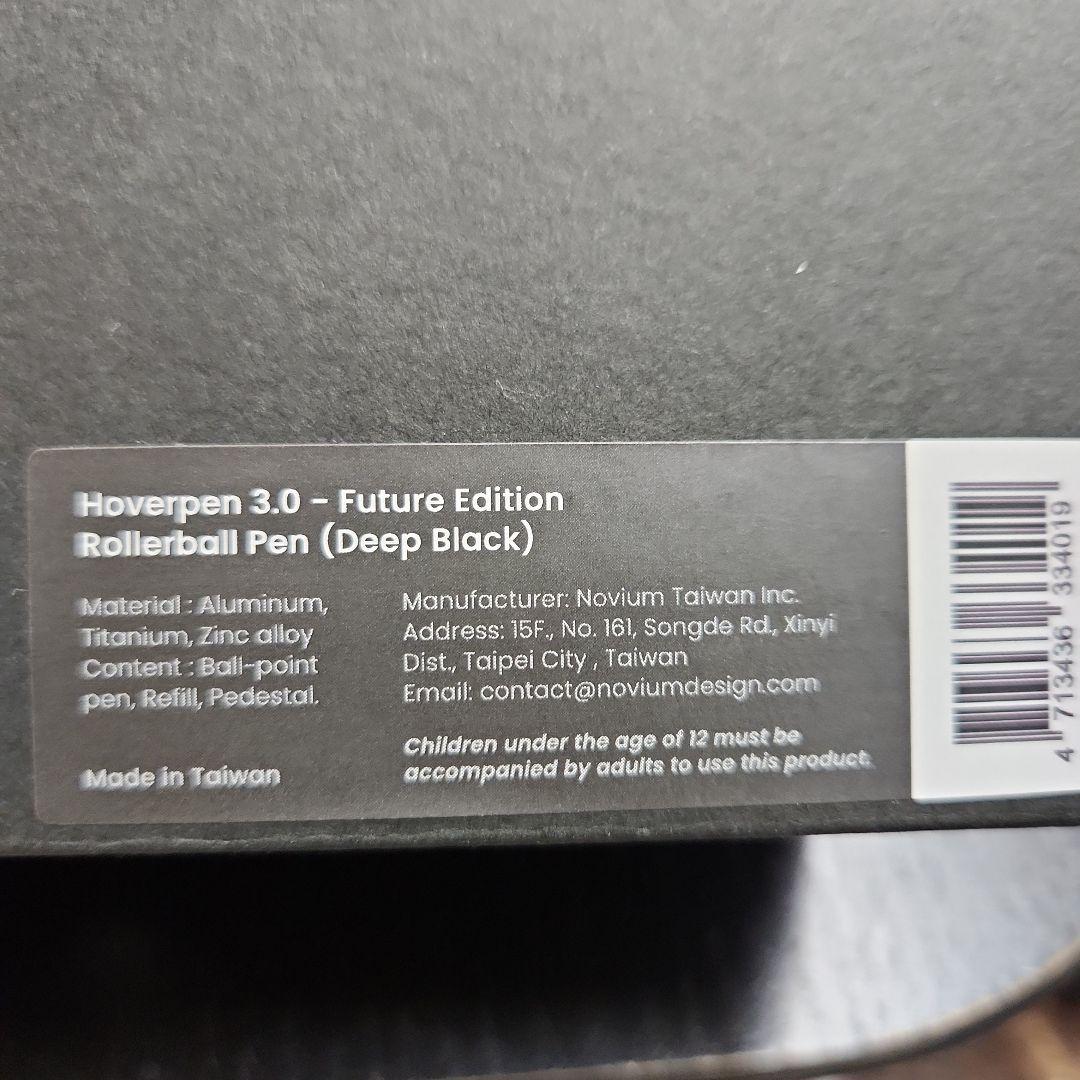 Hoverpen 3.0 - Future Edition
Rollerball Pen (Deep Black)
Material : Aluminum,
Titanium, Zinc alloy
Content : Ball-point
pen, Refill, Pedestal.
Made in Taiwan
Manufacturer: Novium Taiwan Inc.
Address: 15F., No. 161, Songde Rd., Xinyi
Dist., Taipei City , Taiwan
Email: contact@noviumdesign.com
Children under the age of 12 must be
accompanied by adults to use this product.
4 713436 334019